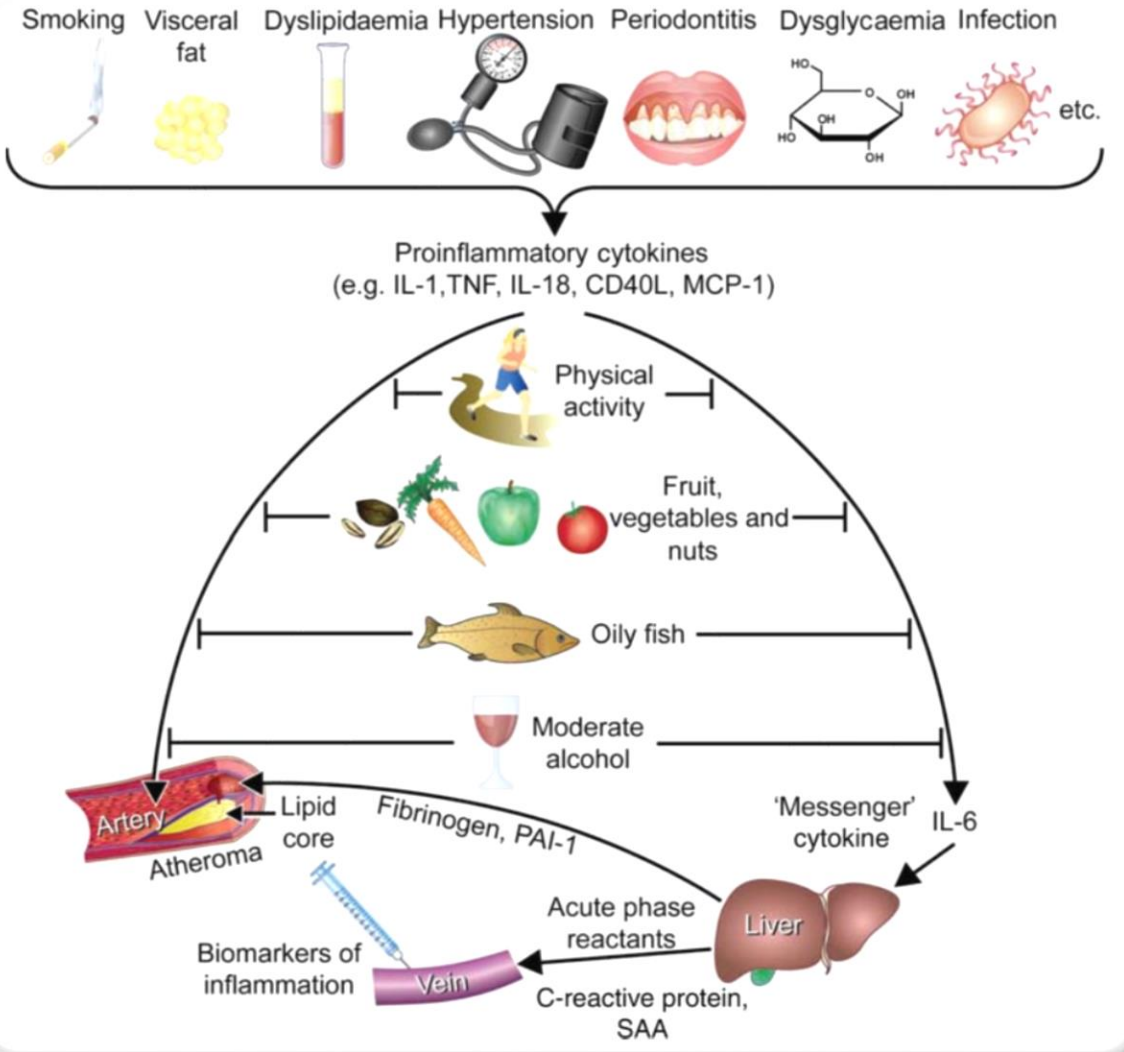 Smoking
Visceral
fat
Dyslipidaemia
Hypertension
Periodontitis
Dysglycaemia
Infection
HO
O
OH
OH
HO
OH
etc.
Proinflammatory cytokines
(e.g. IL-1,TNF, IL-18, CD40L, MCP-1)
Physical
activity
Fruit,
vegetables and
nuts
Oily fish
Moderate
alcohol
Artery
Lipid
core
Atheroma
Fibrinogen, PAI-1
'Messenger'
cytokine
IL-6
Liver
Acute phase
reactants
Biomarkers of
inflammation
Vein
C-reactive protein,
SAA